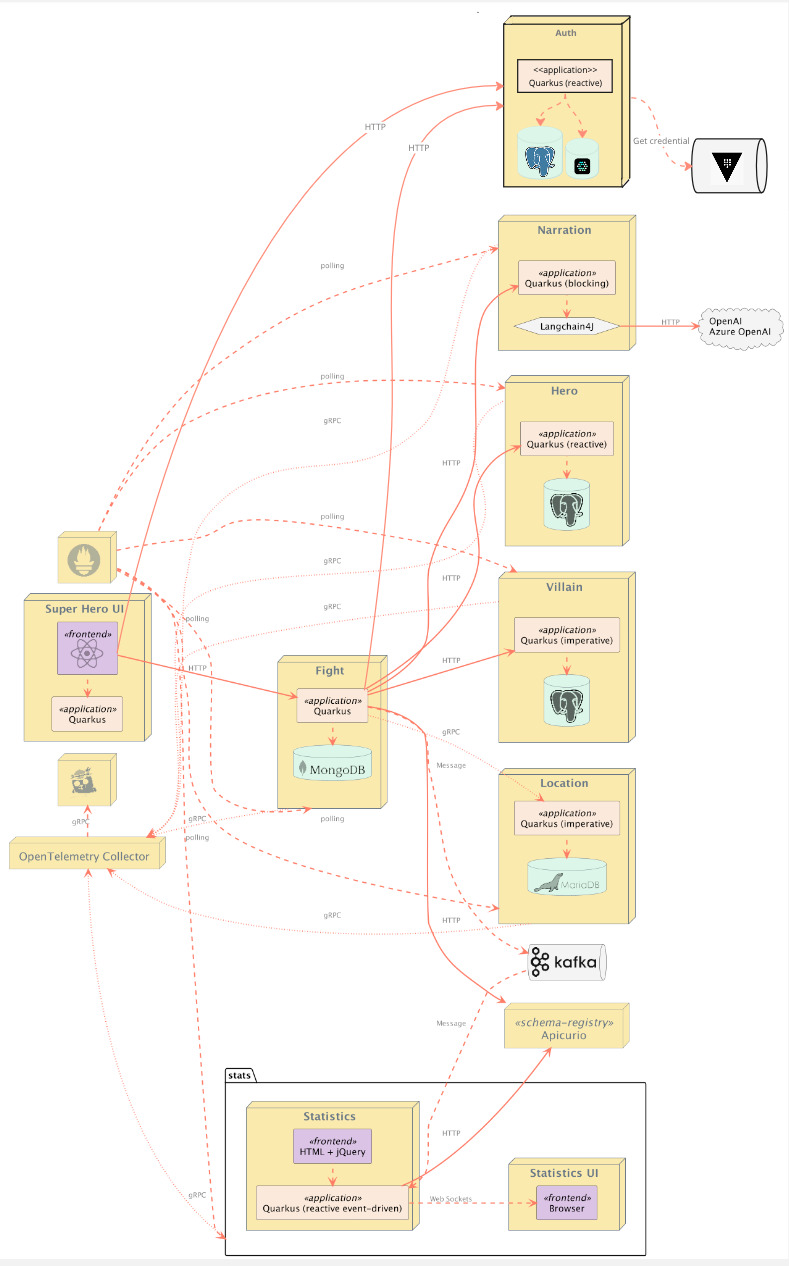 Auth
<<application>>
Quarkus (reactive)
HTTP
HTTP
Get credential
Narration
«application»
Quarkus (blocking)
Langchain4J
HTTP
OpenAI
Azure OpenAI
polling
polling
Hero
«application»
Quarkus (reactive)
gRPC
HTTP
polling
gRPC
HTTP
Villain
«application»
Quarkus (imperative)
gRPC
polling
Super Hero UI
«frontend»
«application»
Quarkus
HTTP
HTTP
Fight
«application»
Quarkus
MongoDB
gRPC
Message
Location
«application»
Quarkus (imperative)
MariaDB
gRPC
gRPC
polling
polling
OpenTelemetry Collector
gRPC
HTTP
kafka
«schema-registry»
Apicurio
Message
stats
Statistics
«frontend»
HTML + jQuery
HTTP
«application»
Quarkus (reactive event-driven)
Web Sockets
Statistics UI
«frontend»
Browser
gRPC